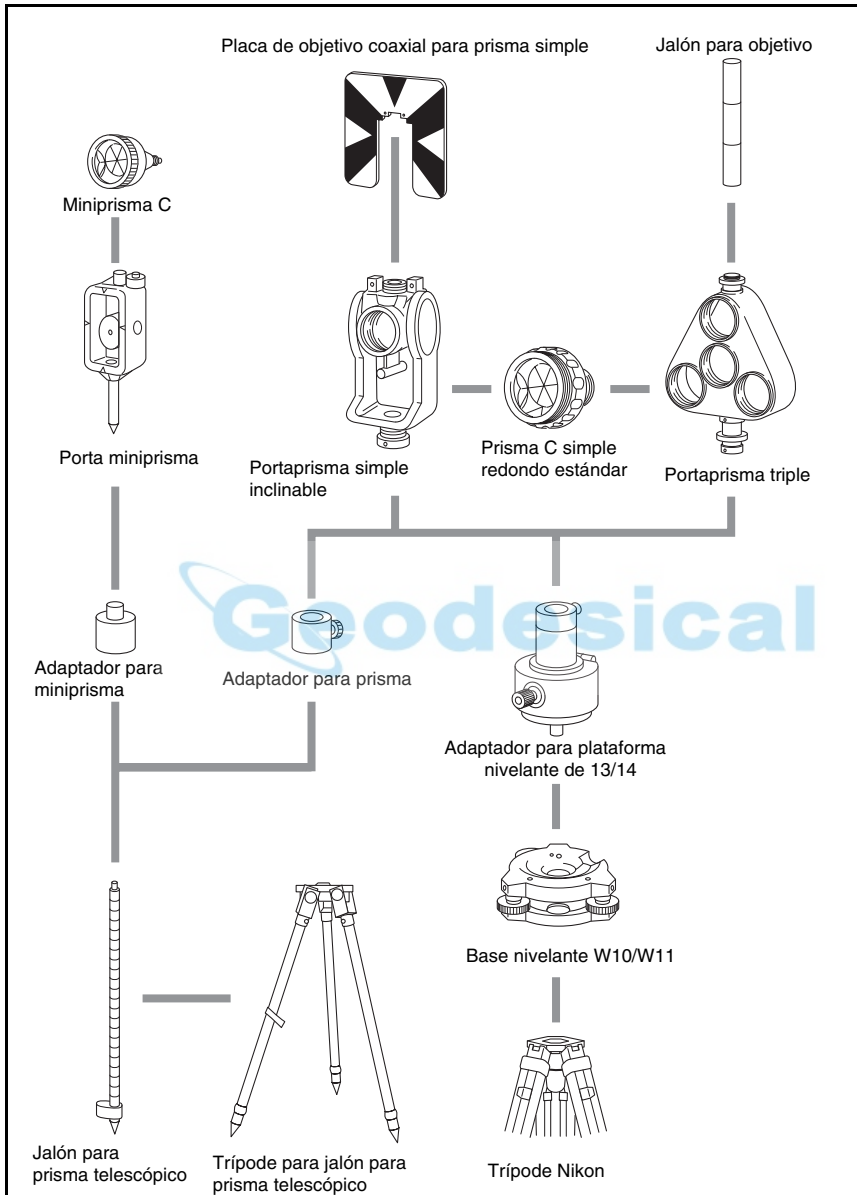 Placa de objetivo coaxial para prisma simple
Jalón para objetivo
Miniprisma C
Porta miniprisma
Portaprisma simple
inclinable
Prisma C simple
redondo estándar
Portaprisma triple
Geodesical
Adaptador para
miniprisma
Adaptador para prisma
Adaptador para plataforma
nivelante de 13/14
Base nivelante W10/W11
Jalón para
prisma telescópico
Trípode para jalón para
prisma telescópico
Trípode Nikon